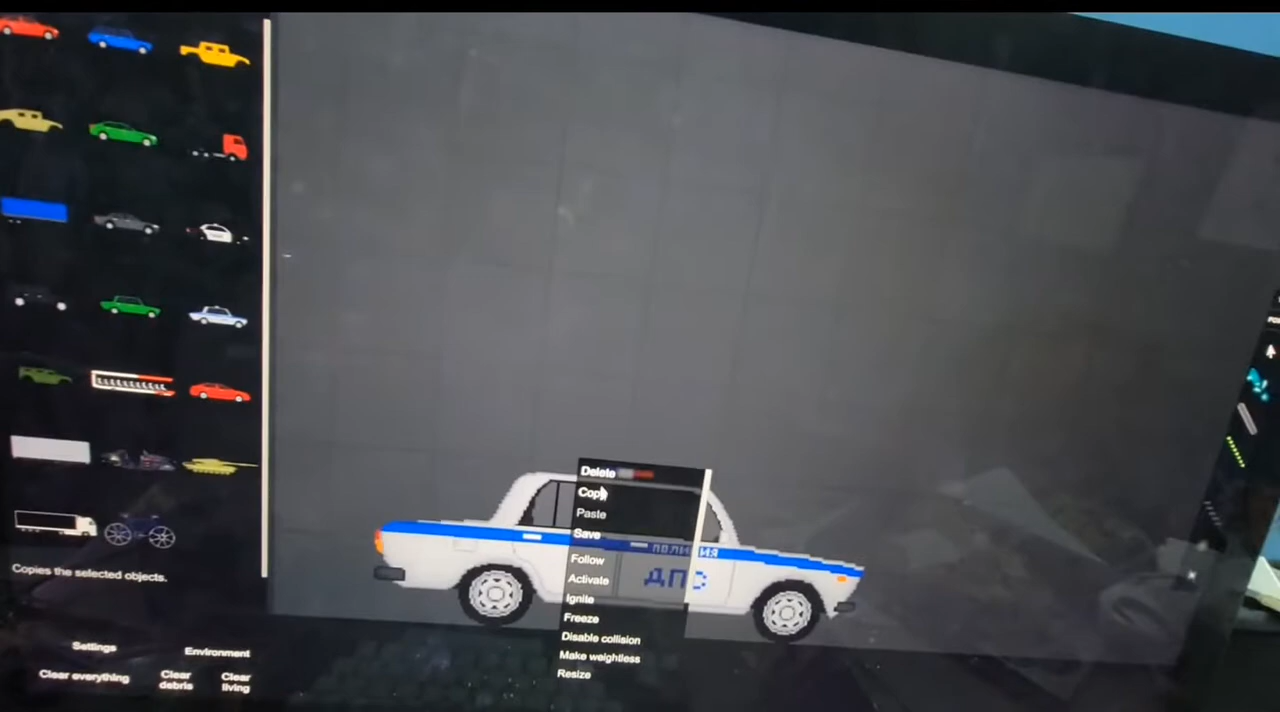 Delete
Copy
Paste
Save
Follow
Activate
Ignite
Freeze
Disable collision
Make weightless
Resize
ПОЛИЦИЯ
ДПС
Copies the selected objects.
Settings
Environment
Clear everything
Clear debris
Clear living